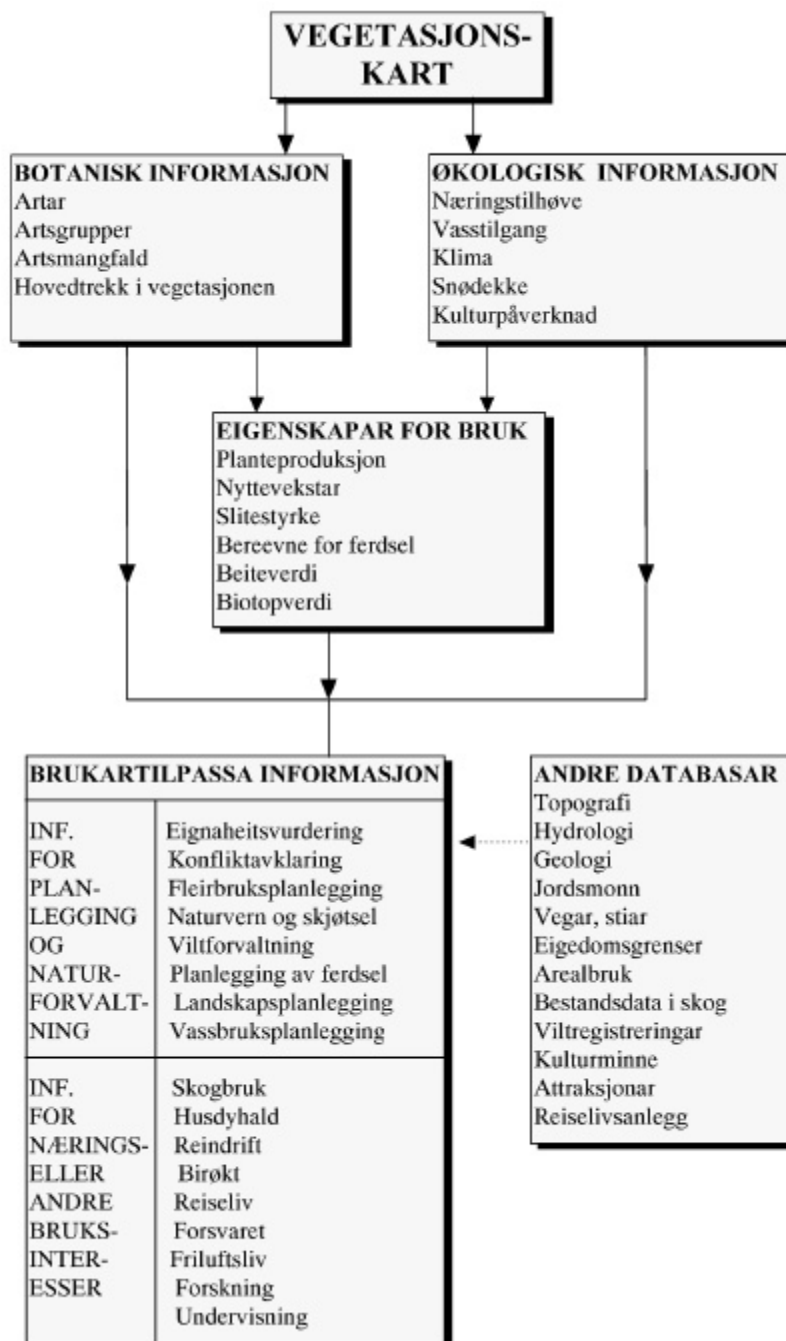 VEGETASJONS-
KART
BOTANISK INFORMASJON
Artar
Artsgrupper
Artsmangfald
Hovedtrekk i vegetasjonen
ØKOLOGISK INFORMASJON
Næringstilhøve
Vasstilgang
Klima
Snødekke
Kulturpåverknad
EIGENSKAPAR FOR BRUK
Planteproduksjon
Nyttevekstar
Slitestyrke
Bereevne for ferdsel
Beiteverdi
Biotopverdi
BRUKARTILPASSA INFORMASJON
INF. Eignaheitsvurdering
FOR Konfliktavklaring
PLAN- Fleirbruksplanlegging
LEGGING Naturvern og skjøtsel
OG Viltforvaltning
NATUR- Planlegging av ferdsel
FORVALT- Landskapsplanlegging
NING Vassbruksplanlegging
INF. Skogbruk
FOR Husdyhald
NÆRINGS- Reindrift
ELLER Birøkt
ANDRE Reiseliv
BRUKS- Forsvaret
INTER- Friluftsliv
ESSER Forskning
Undervisning
ANDRE DATABASAR
Topografi
Hydrologi
Geologi
Jordsmonn
Vegar, stiar
Eigedomsgrenser
Arealbruk
Bestandsdata i skog
Viltregistreringar
Kulturminne
Attraksjonar
Reiselivsanlegg